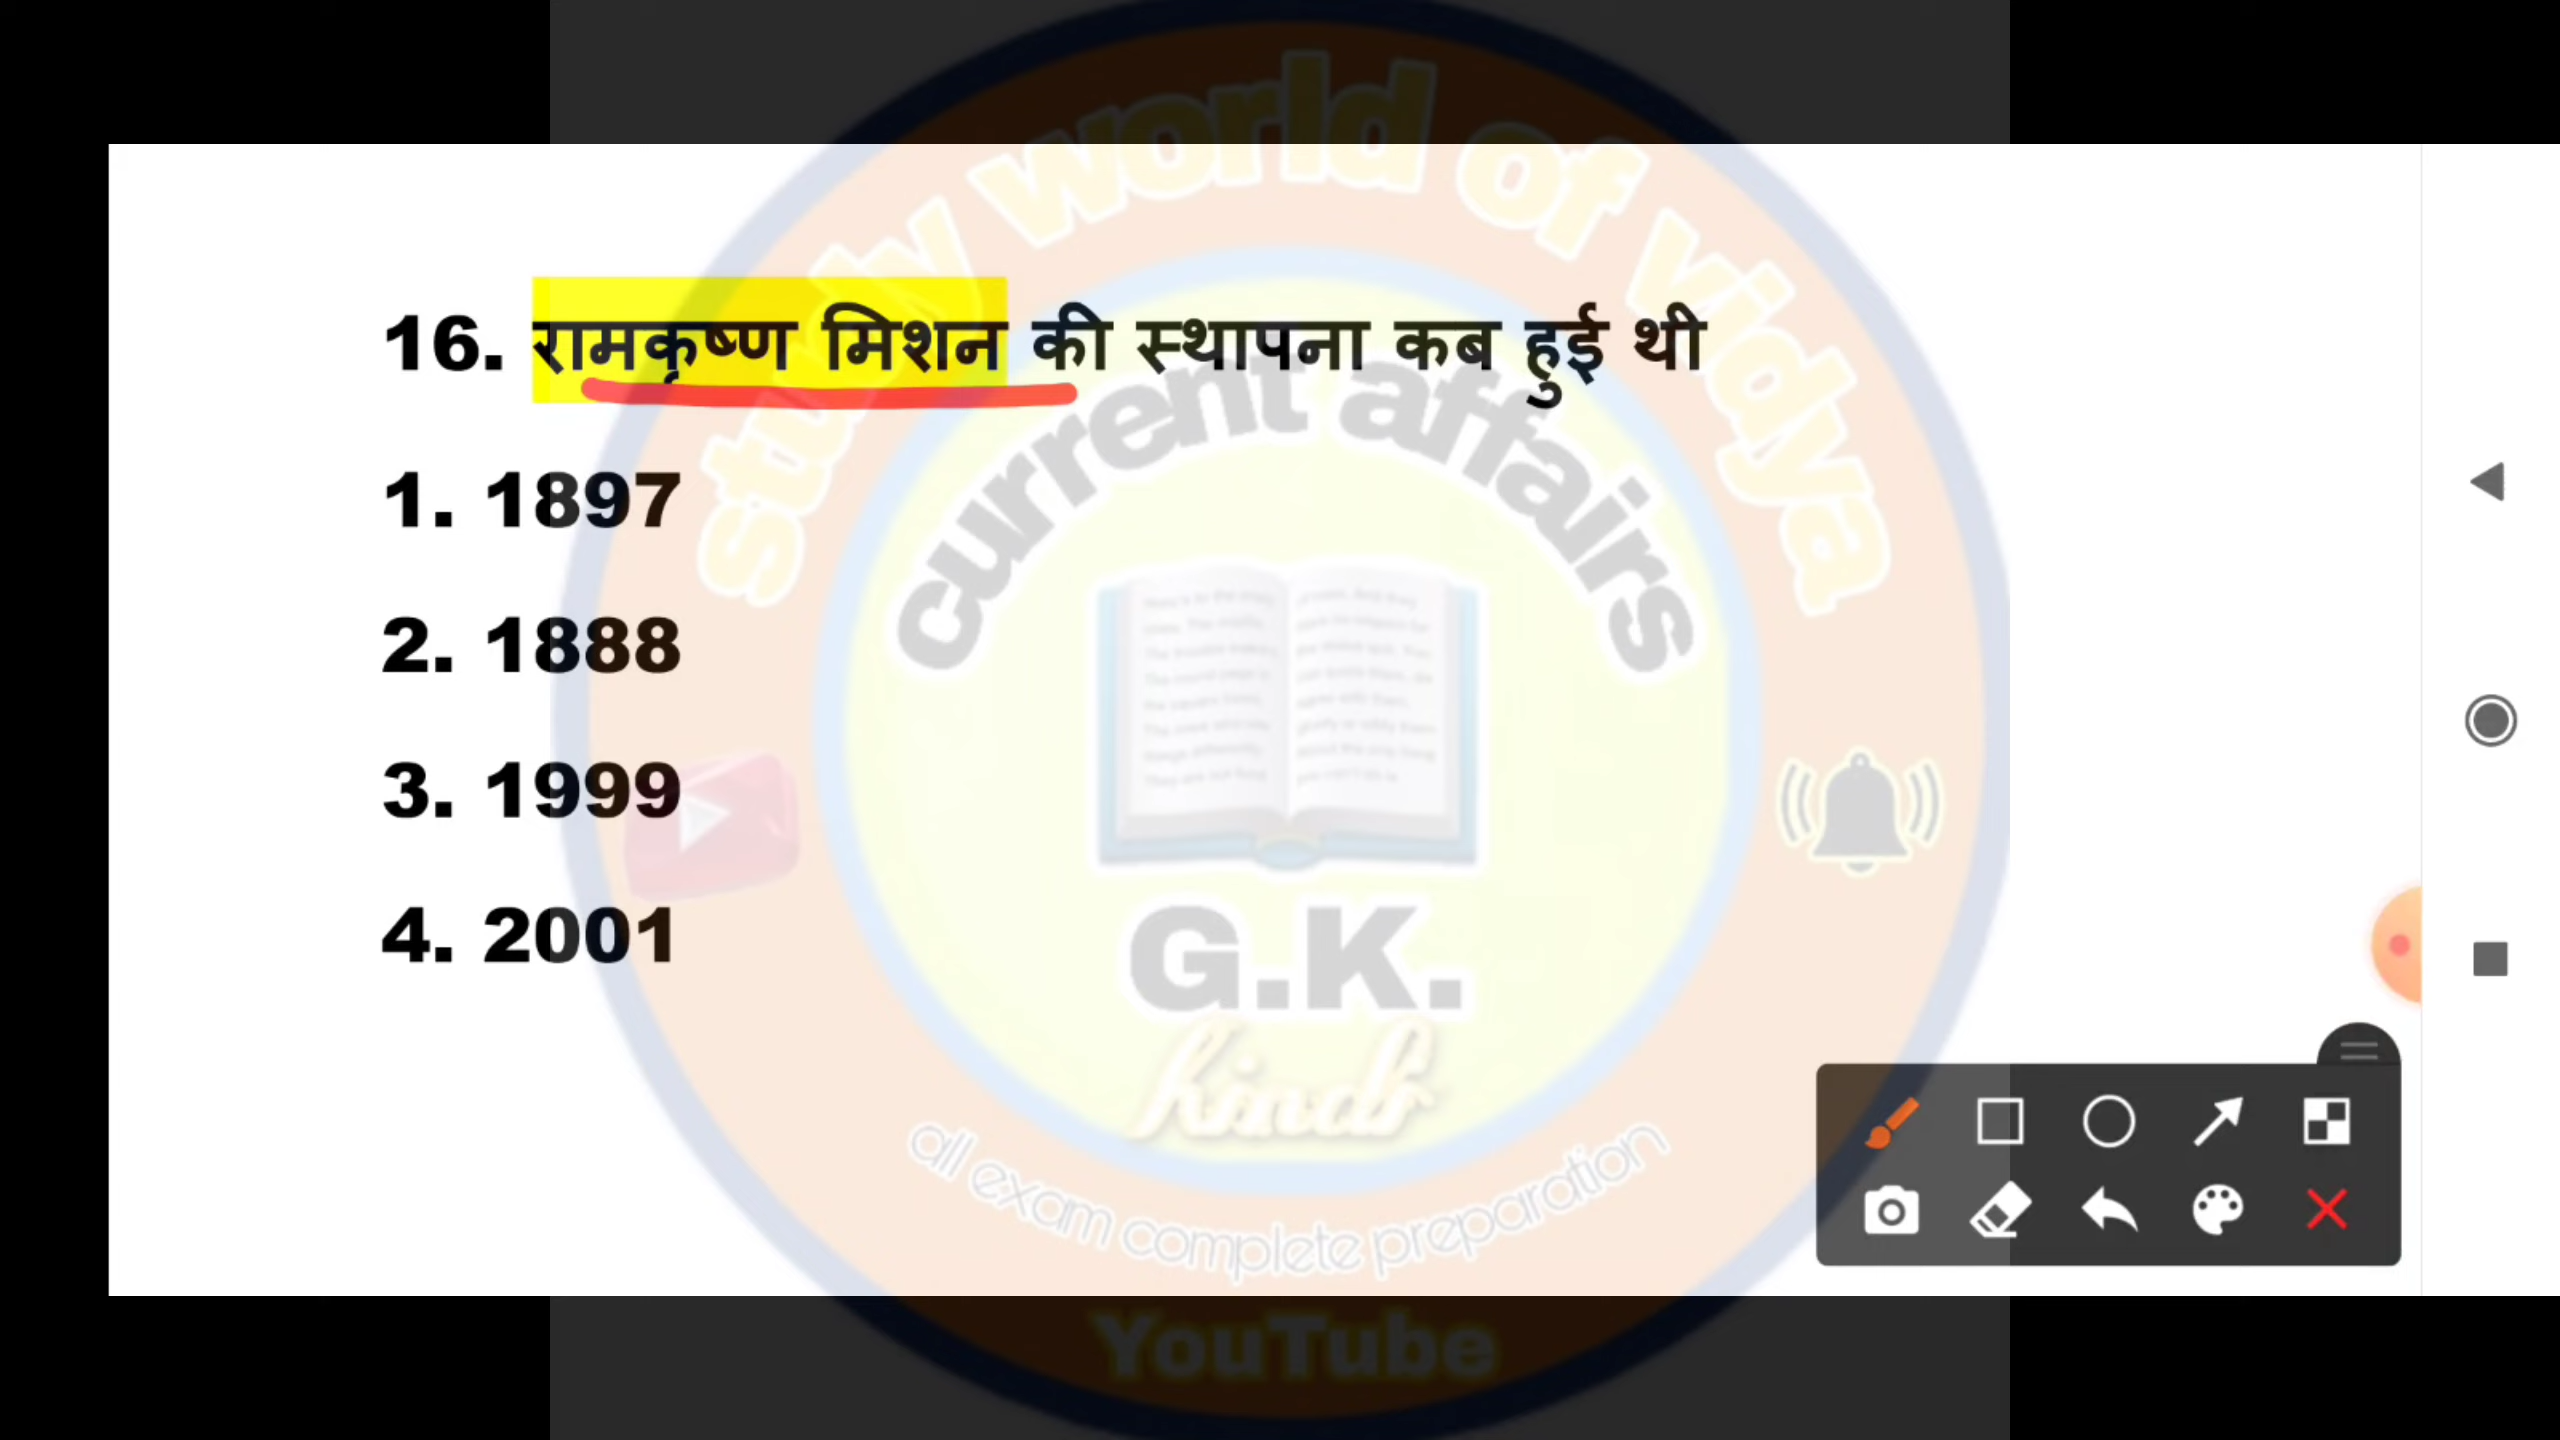 study world of vidya
16. रामकृष्ण मिशन की स्थापना कब हुई थी
current affairs
1. 1897
2. 1888
3. 1999
4. 2001
G.K.
hindi
all exam complete preparation
YouTube